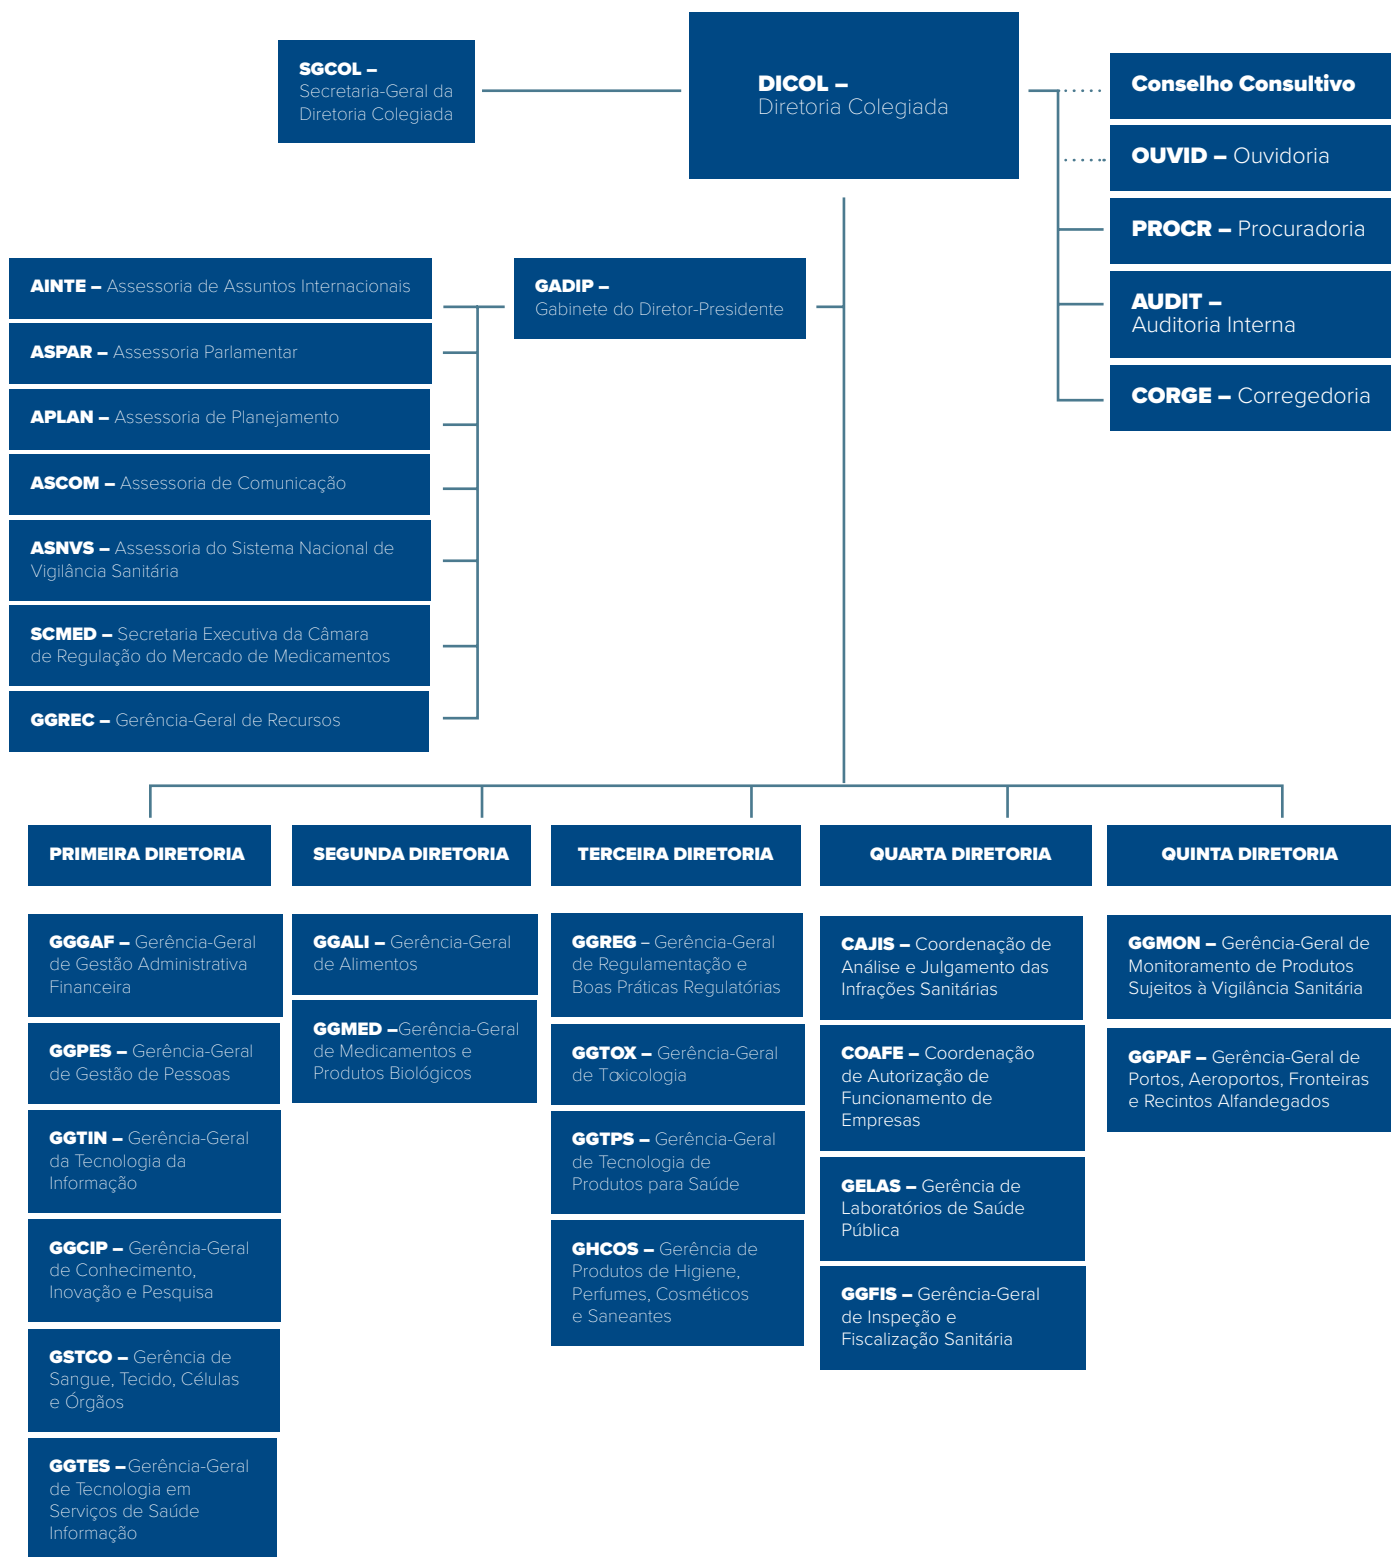 SGCOL –
Secretaria-Geral da
Diretoria Colegiada
DICOL –
Diretoria Colegiada
Conselho Consultivo
OUVID – Ouvidoria
PROCR – Procuradoria
AUDIT –
Auditoria Interna
CORGE – Corregedoria
GADIP –
Gabinete do Diretor-Presidente
AINTE – Assessoria de Assuntos Internacionais
ASPAR – Assessoria Parlamentar
APLAN – Assessoria de Planejamento
ASCOM – Assessoria de Comunicação
ASNVS – Assessoria do Sistema Nacional de
Vigilância Sanitária
SCMED – Secretaria Executiva da Câmara
de Regulação do Mercado de Medicamentos
GGREC – Gerência-Geral de Recursos
PRIMEIRA DIRETORIA
GGGAF – Gerência-Geral
de Gestão Administrativa
Financeira
GGPES – Gerência-Geral
de Gestão de Pessoas
GGTIN – Gerência-Geral
da Tecnologia da
Informação
GGCIP – Gerência-Geral
de Conhecimento,
Inovação e Pesquisa
GSTCO – Gerência de
Sangue, Tecido, Células
e Órgãos
GGTES – Gerência-Geral
de Tecnologia em
Serviços de Saúde
Informação
SEGUNDA DIRETORIA
GGALI – Gerência-Geral
de Alimentos
GGMED –Gerência-Geral
de Medicamentos e
Produtos Biológicos
TERCEIRA DIRETORIA
GGREG – Gerência-Geral
de Regulamentação e
Boas Práticas Regulatórias
GGTOX – Gerência-Geral
de Toxicologia
GGTPS – Gerência-Geral
de Tecnologia de
Produtos para Saúde
GHCOS – Gerência de
Produtos de Higiene,
Perfumes, Cosméticos
e Saneantes
QUARTA DIRETORIA
CAJIS – Coordenação de
Análise e Julgamento das
Infrações Sanitárias
COAFE – Coordenação
de Autorização de
Funcionamento de
Empresas
GELAS – Gerência de
Laboratórios de Saúde
Pública
GGFIS – Gerência-Geral
de Inspeção e
Fiscalização Sanitária
QUINTA DIRETORIA
GGMON – Gerência-Geral de
Monitoramento de Produtos
Sujeitos à Vigilância Sanitária
GGPAF – Gerência-Geral de
Portos, Aeroportos, Fronteiras
e Recintos Alfandegados